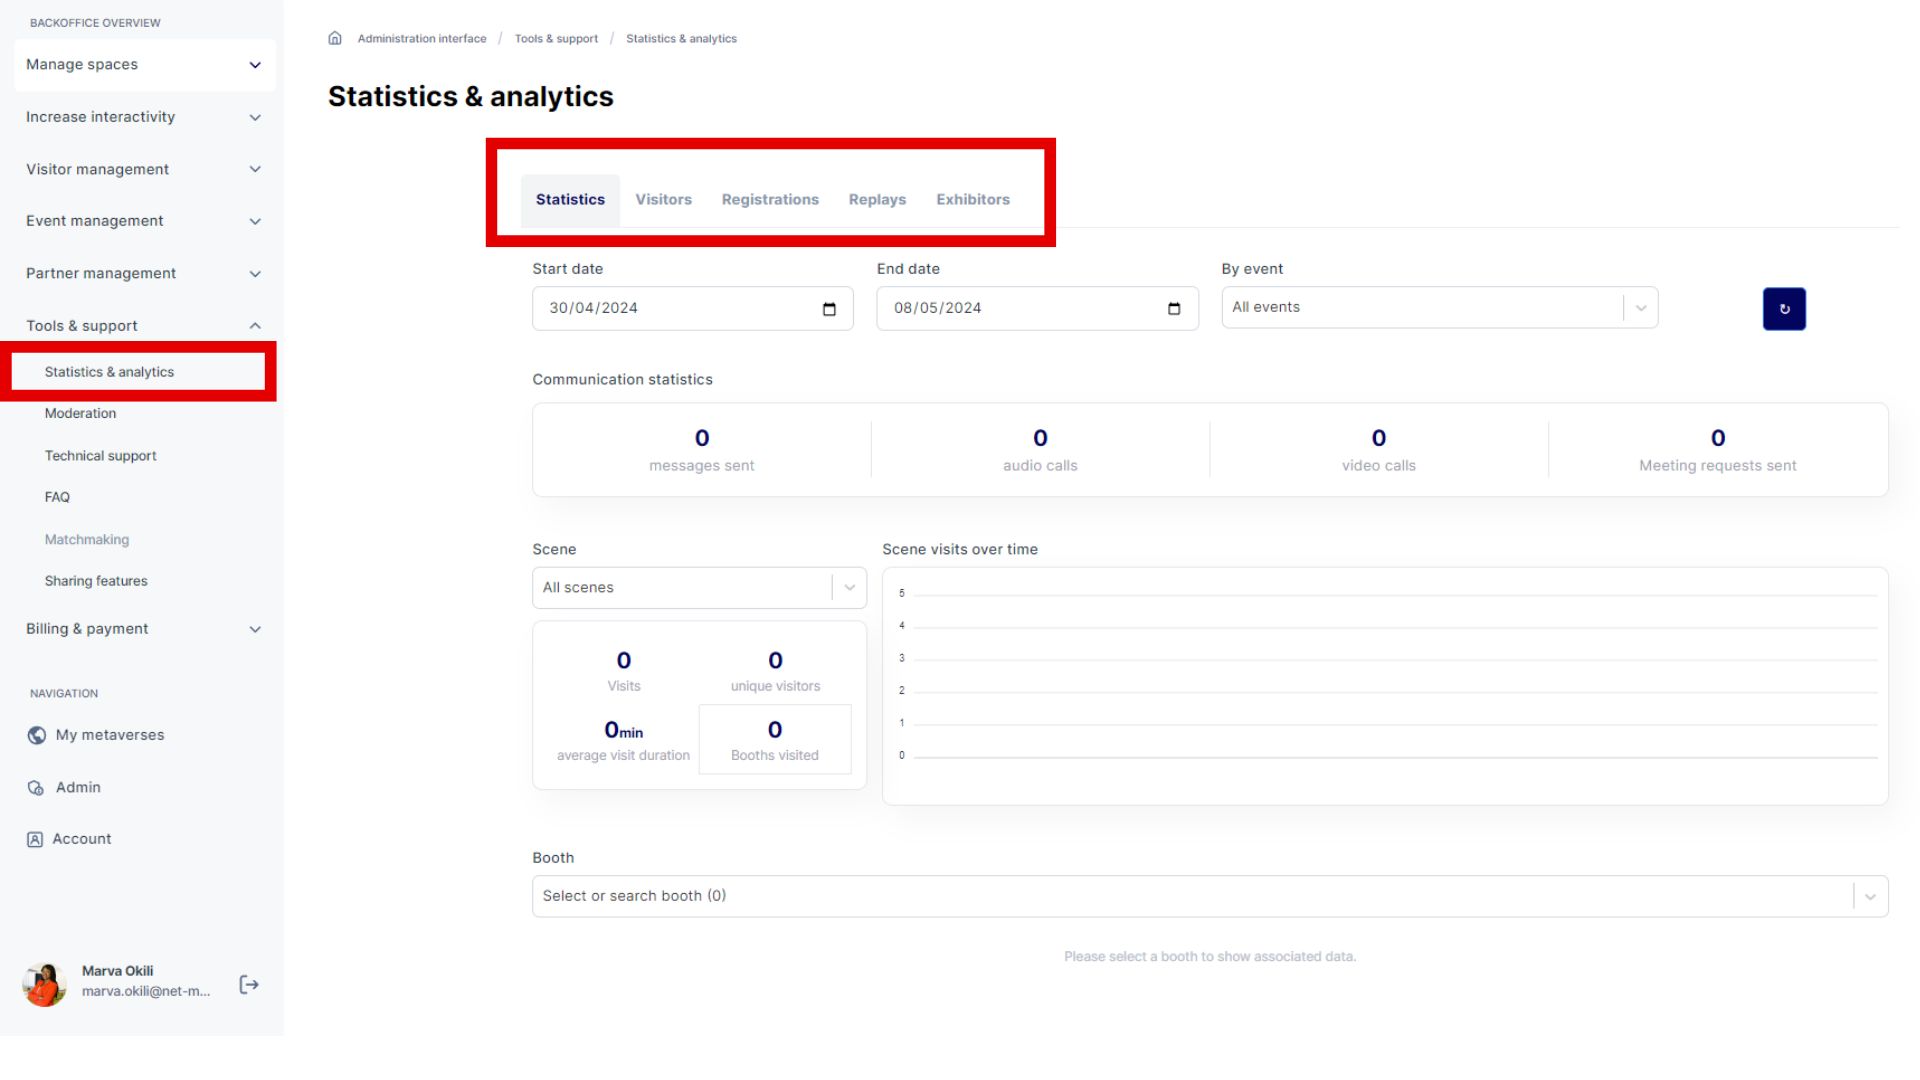 BACKOFFICE OVERVIEW
Manage spaces
Increase interactivity
Visitor management
Event management
Partner management
Tools & support
Statistics & analytics
Moderation
Technical support
FAQ
Matchmaking
Sharing features
Billing & payment
NAVIGATION
My metaverses
Admin
Account
Marva Okili
marva.okili@net-m...
Administration interface / Tools & support / Statistics & analytics
Statistics & analytics
Statistics Visitors Registrations Replays Exhibitors
Start date End date By event
30/04/2024 08/05/2024 All events
Communication statistics
0 0 0 0
messages sent audio calls video calls Meeting requests sent
Scene
All scenes
0 0
Visits unique visitors
0min 0
average visit duration Booths visited
Scene visits over time
5
4
3
2
1
0
Booth
Select or search booth (0)
Please select a booth to show associated data.